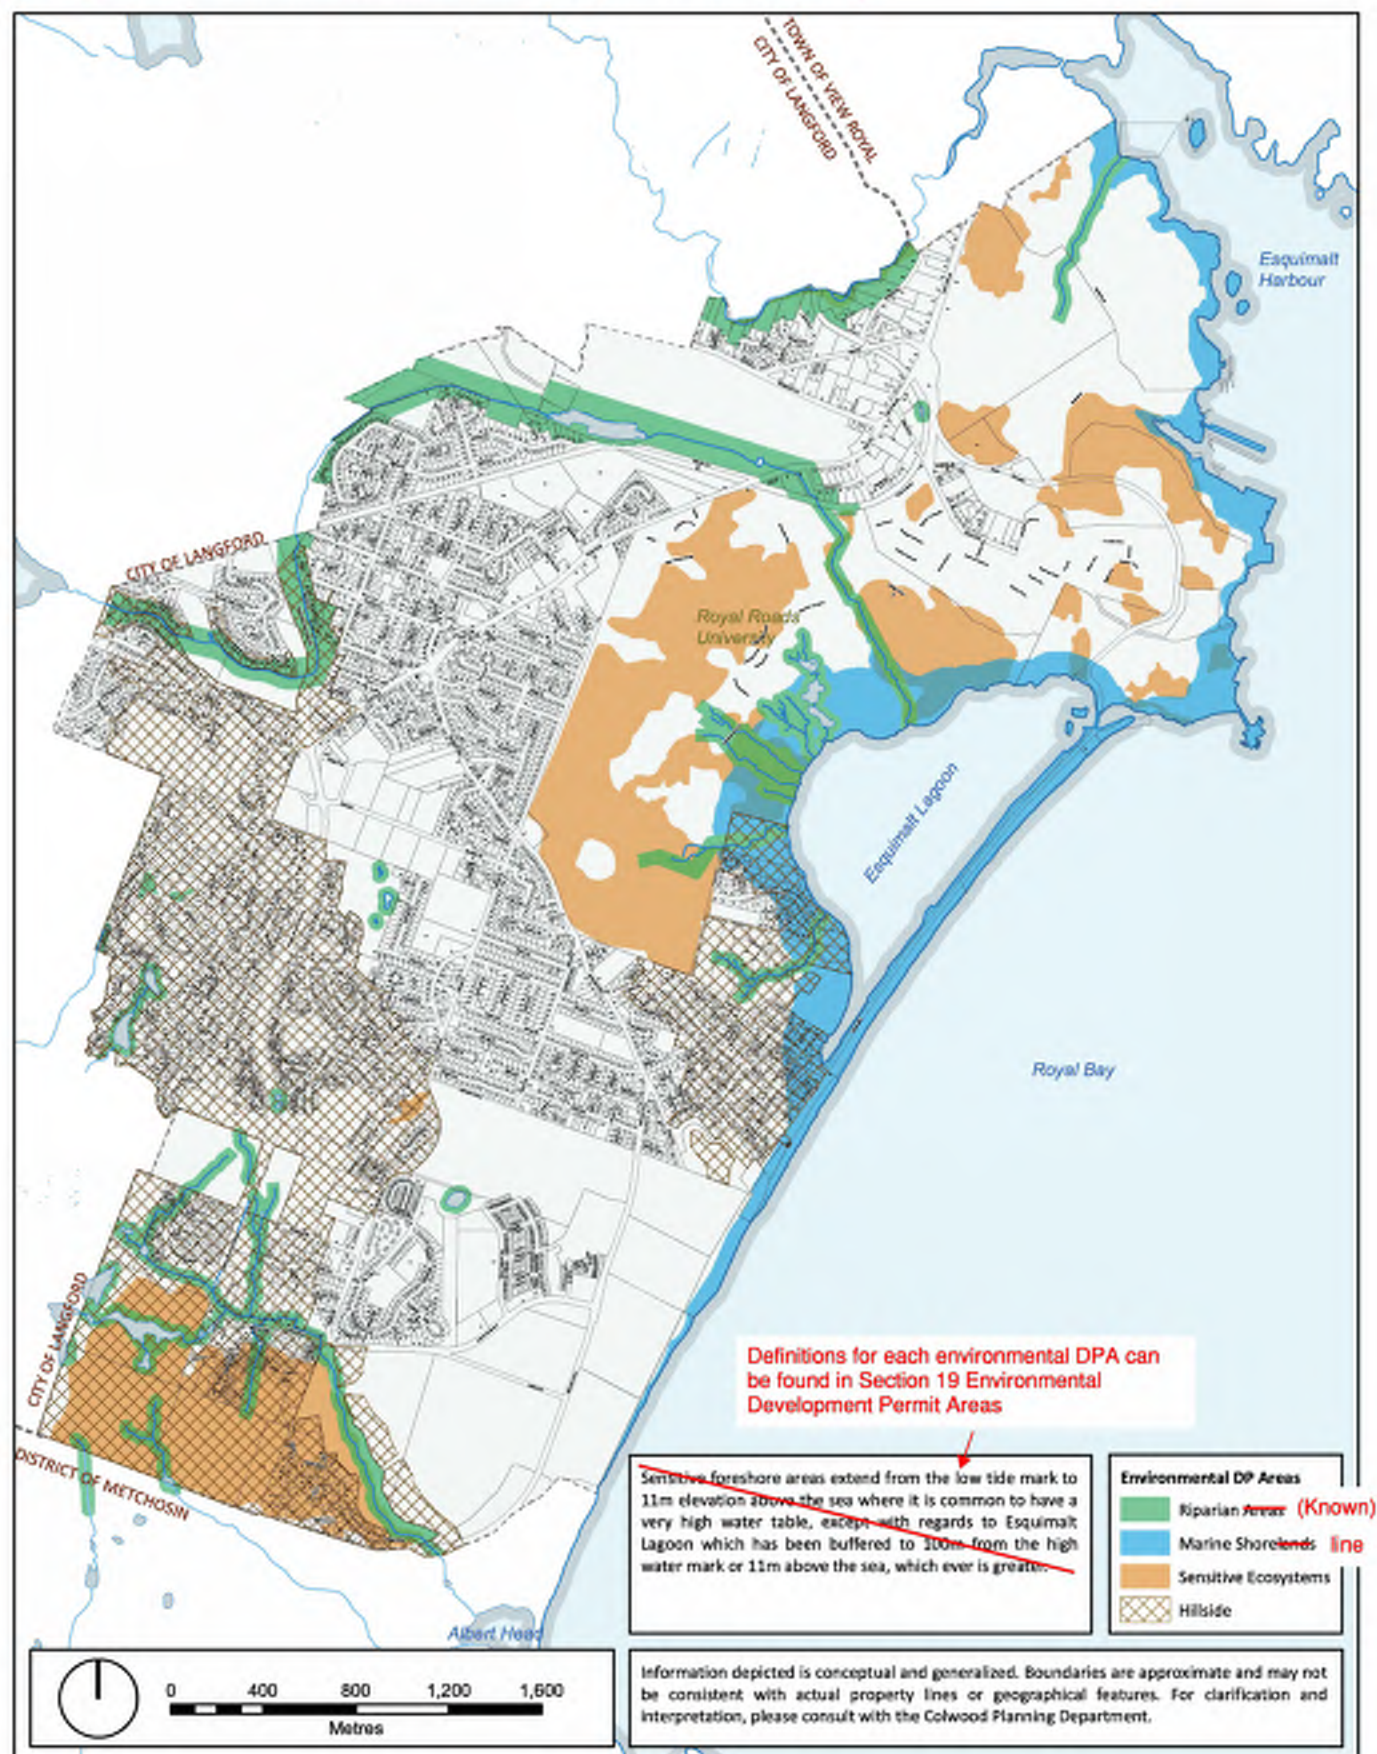 TOWN OF VIEW ROYAL
CITY OF LANGFORD
Esquimalt
Harbour
CITY OF LANGFORD
Royal Roads
University
Esquimalt Lagoon
Royal Bay
CITY OF LANGFORD
DISTRICT OF METCHOSIN
Albert Head
Definitions for each environmental DPA can
be found in Section 19 Environmental
Development Permit Areas
Sensitive foreshore areas extend from the low tide mark to
11m elevation above the sea where it is common to have a
very high water table, except with regards to Esquimalt
Lagoon which has been buffered to 100m from the high
water mark or 11m above the sea, which ever is greater.
Environmental DP Areas
Riparian Areas (Known)
Marine Shorelands line
Sensitive Ecosystems
Hillside
0 400 800 1,200 1,600
Metres
Information depicted is conceptual and generalized. Boundaries are approximate and may not
be consistent with actual property lines or geographical features. For clarification and
interpretation, please consult with the Colwood Planning Department.